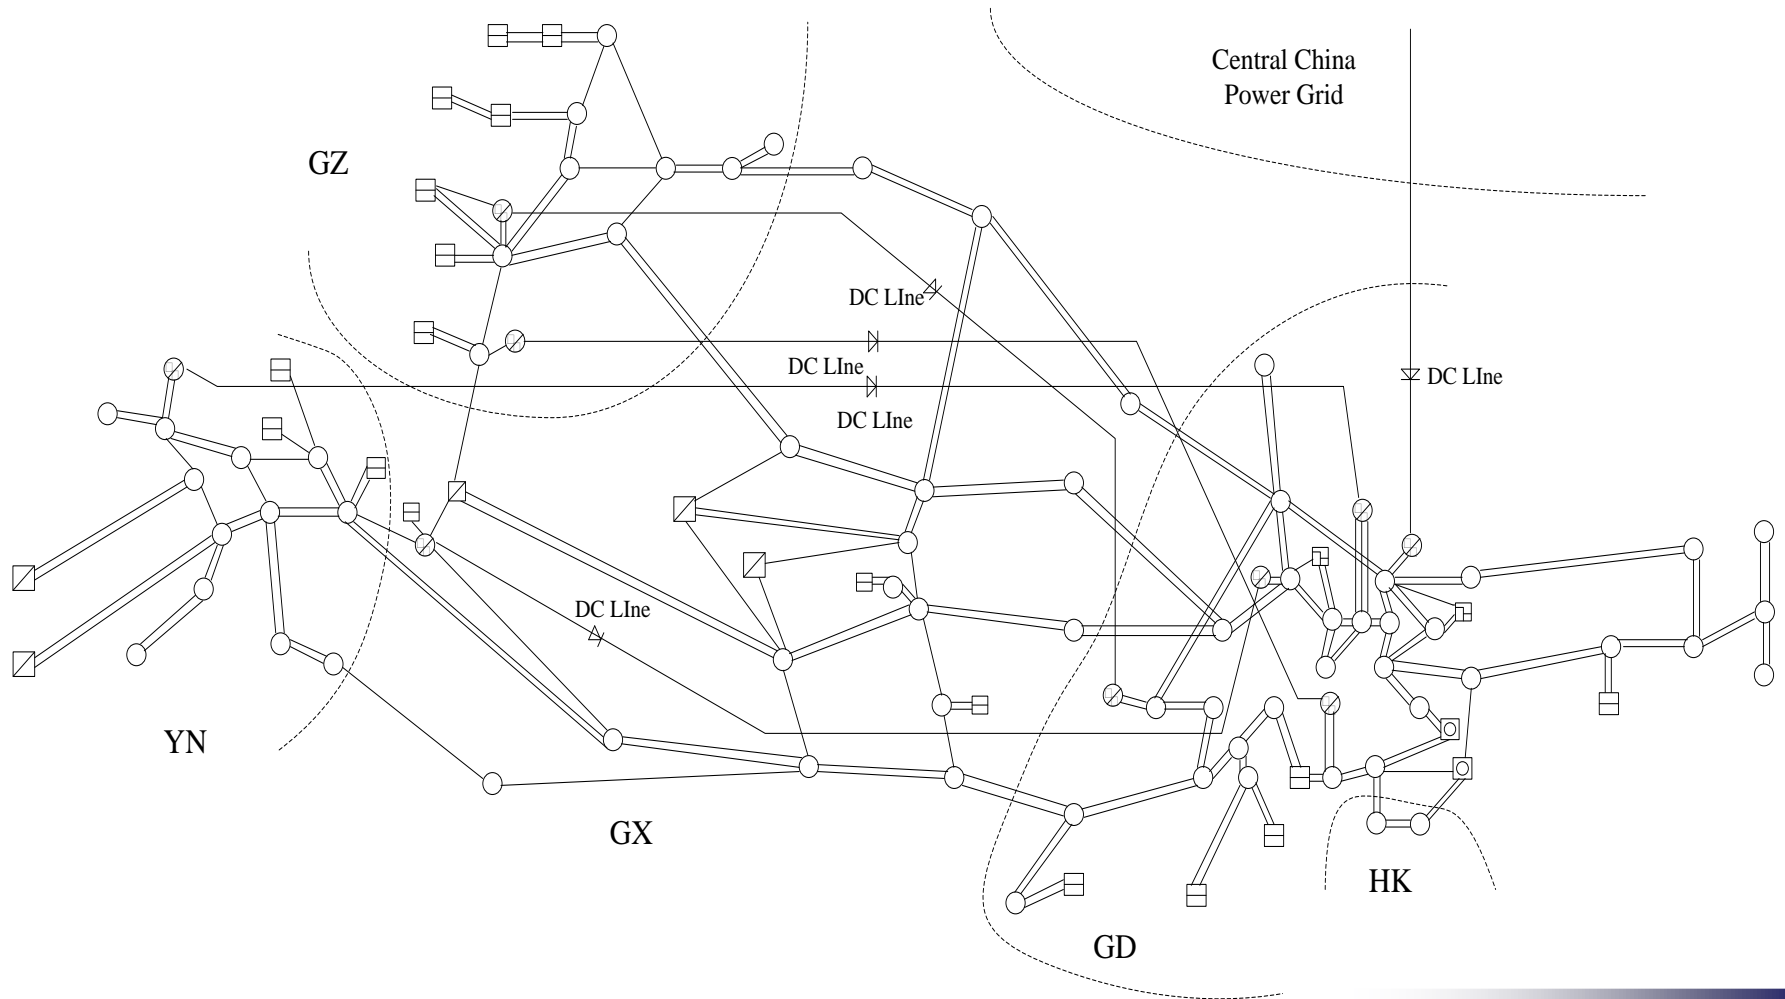 Central China
Power Grid
GZ
DC LIne
DC LIne
DC LIne
DC LIne
DC LIne
YN
GX
HK
GD